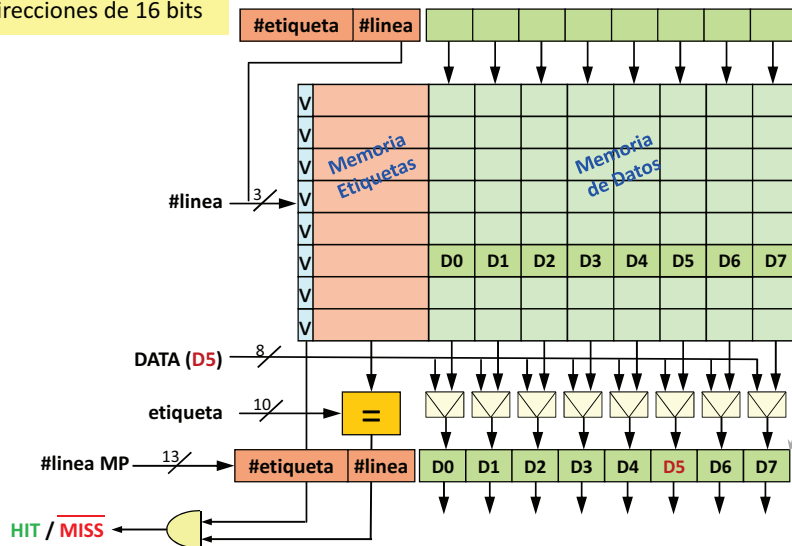 irecciones de 16 bits
#etiqueta #linea
V
V
V
V
V
V
V
V
Memoria
Etiquetas
Memoria
de Datos
#linea 3
D0 D1 D2 D3 D4 D5 D6 D7
DATA (D5) 8
etiqueta 10
=
#linea MP 13
#etiqueta #linea D0 D1 D2 D3 D4 D5 D6 D7
HIT / MISS